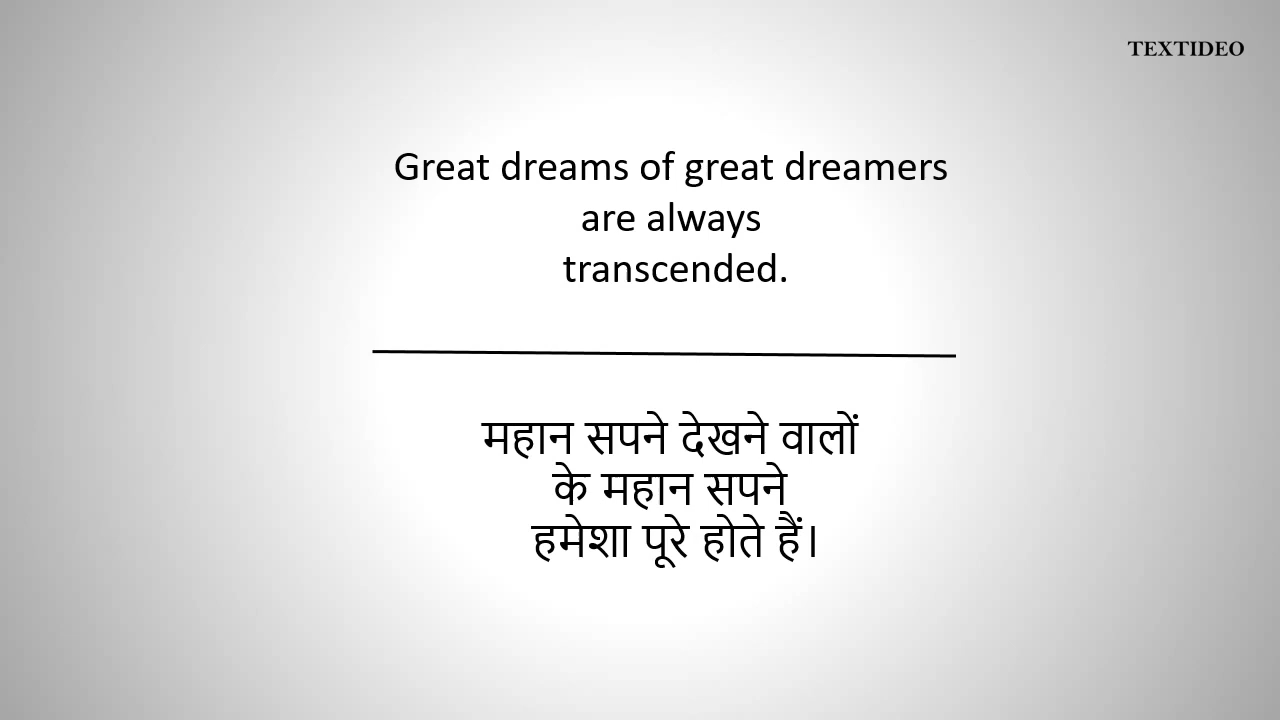 TEXTIDEO
Great dreams of great dreamers
are always
transcended.
महान सपने देखने वालों
के महान सपने
हमेशा पूरे होते हैं।